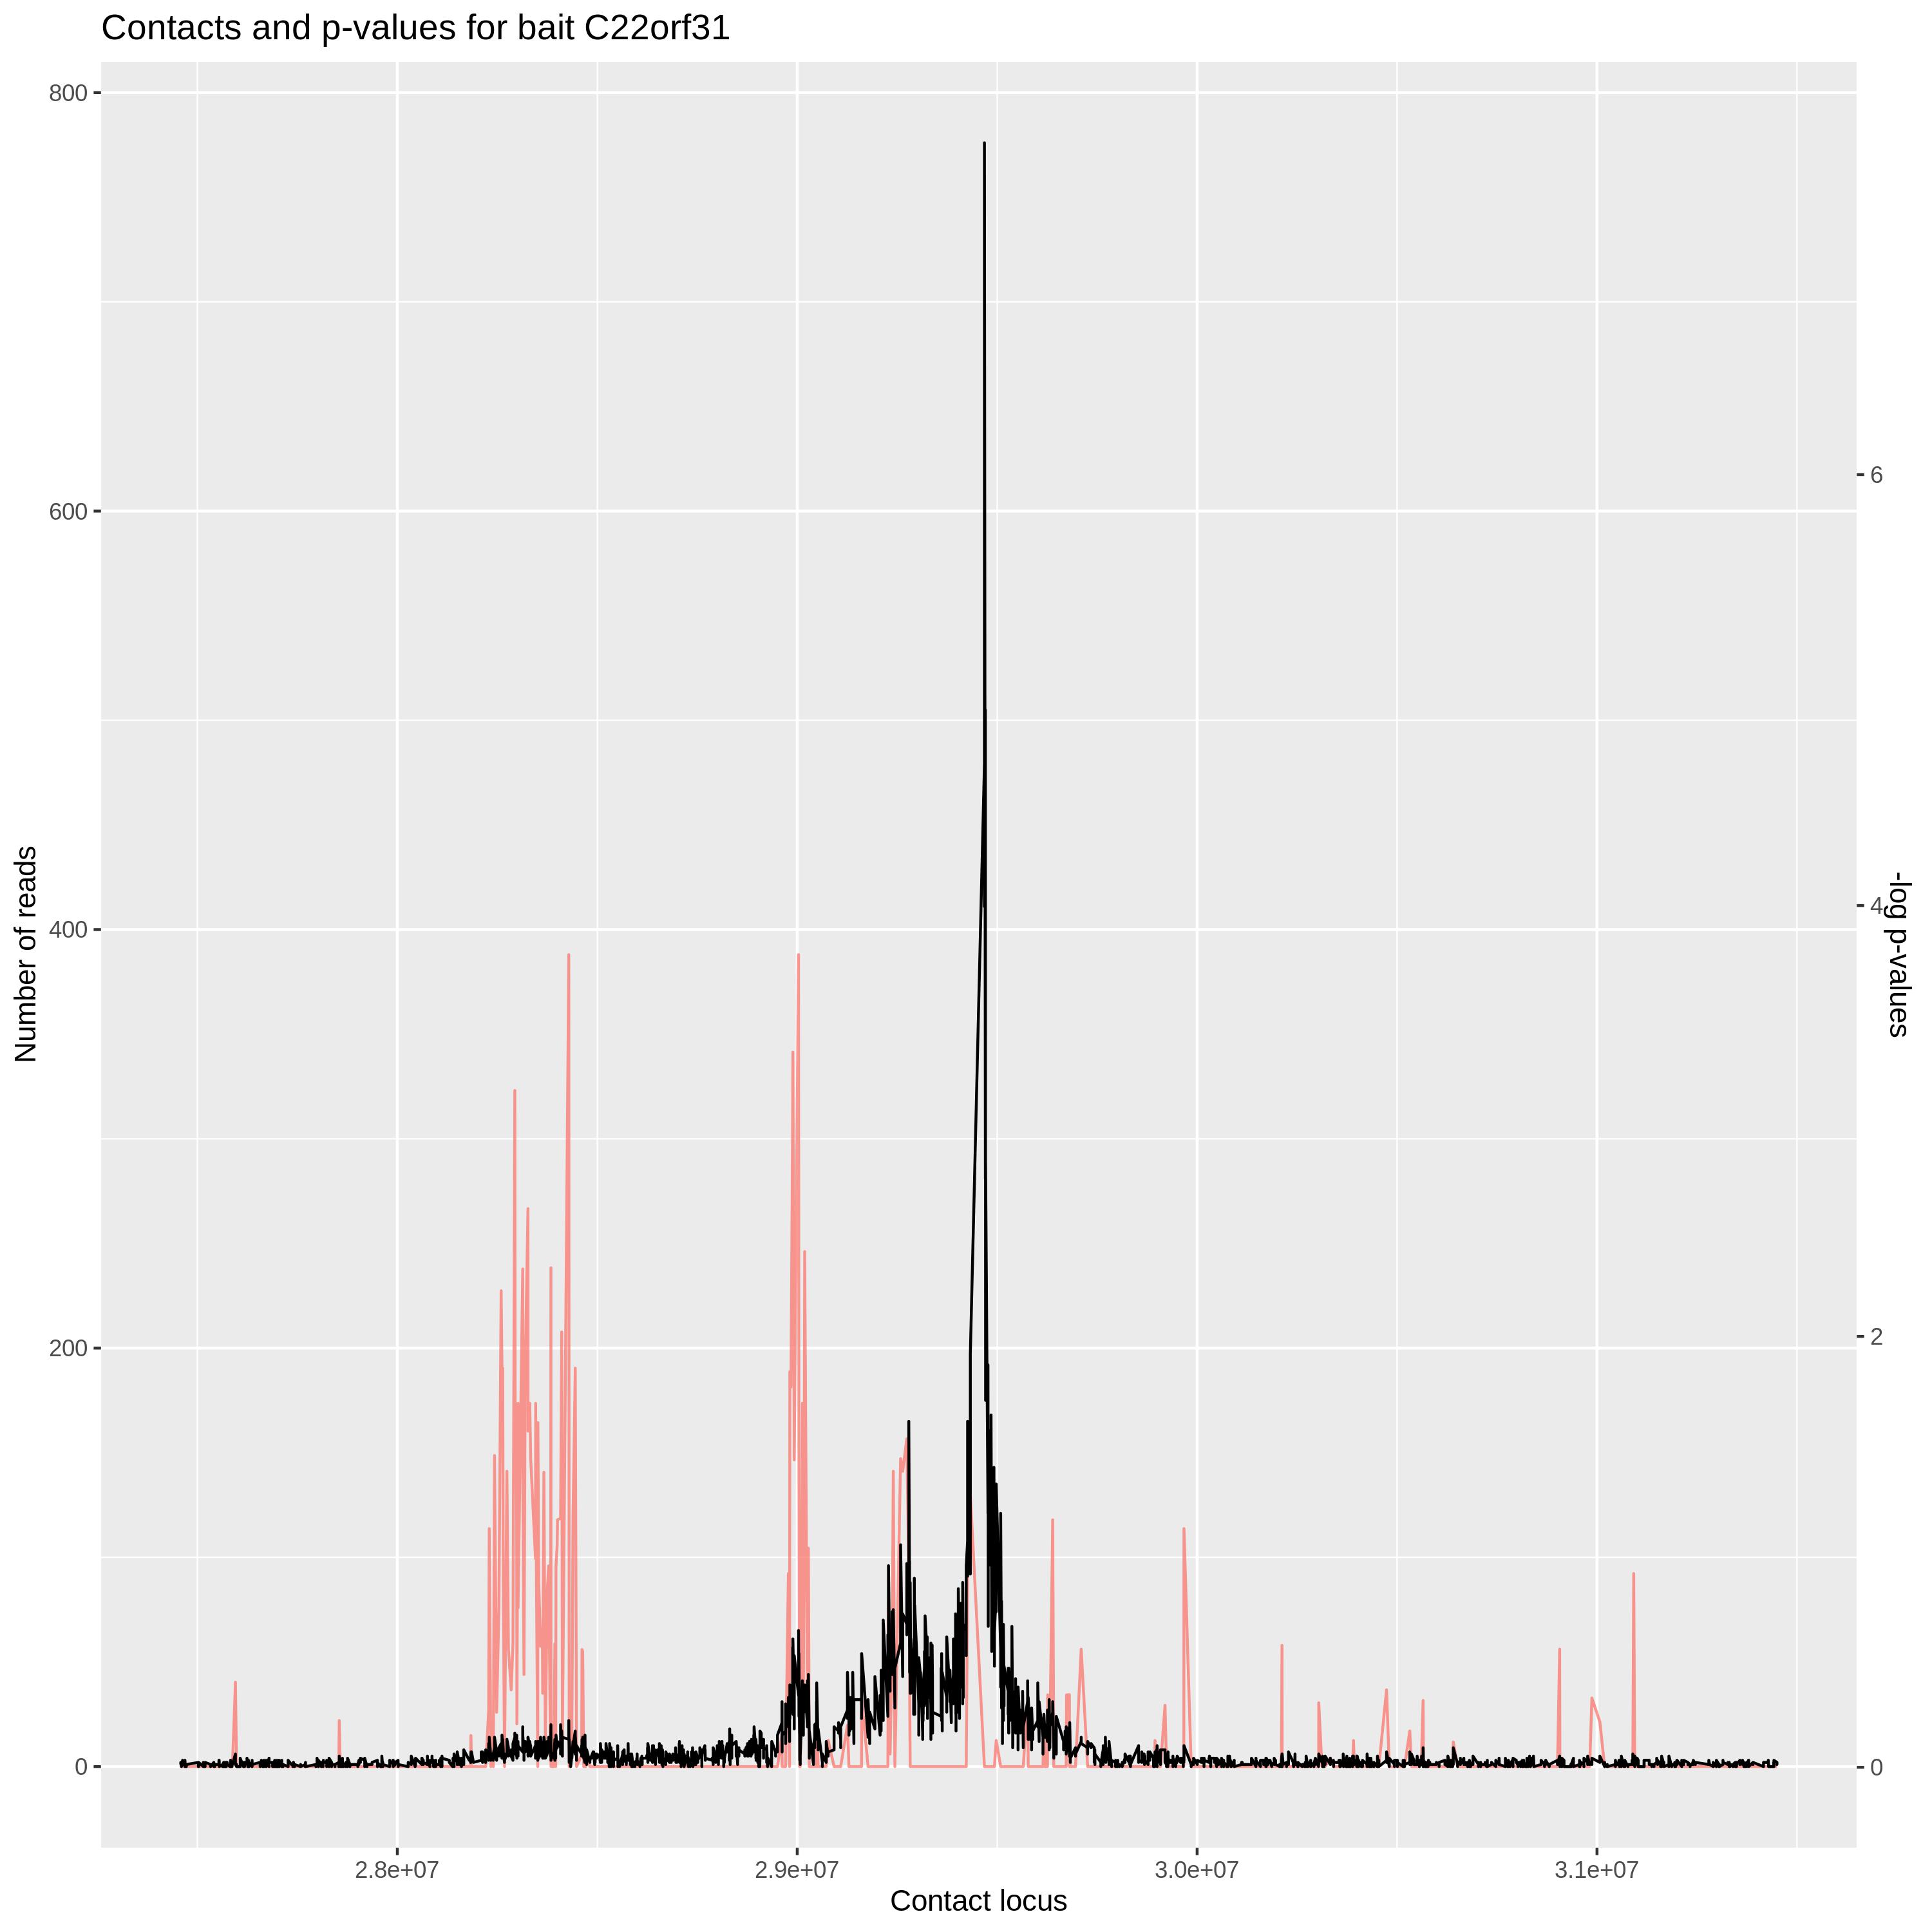 Contacts and p-values for bait C22orf31
800
600
400
200
0
Number of reads
6
4
2
0
-log p-values
2.8e+07
2.9e+07
3.0e+07
3.1e+07
Contact locus